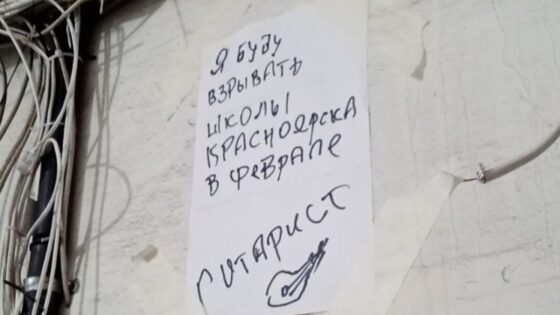 Я БУДУ
ВЗРЫВАТЬ
ШКОЛЫ
КРАСНОЯРСКА
В ФЕВРАЛЕ
ГИТАРИСТ